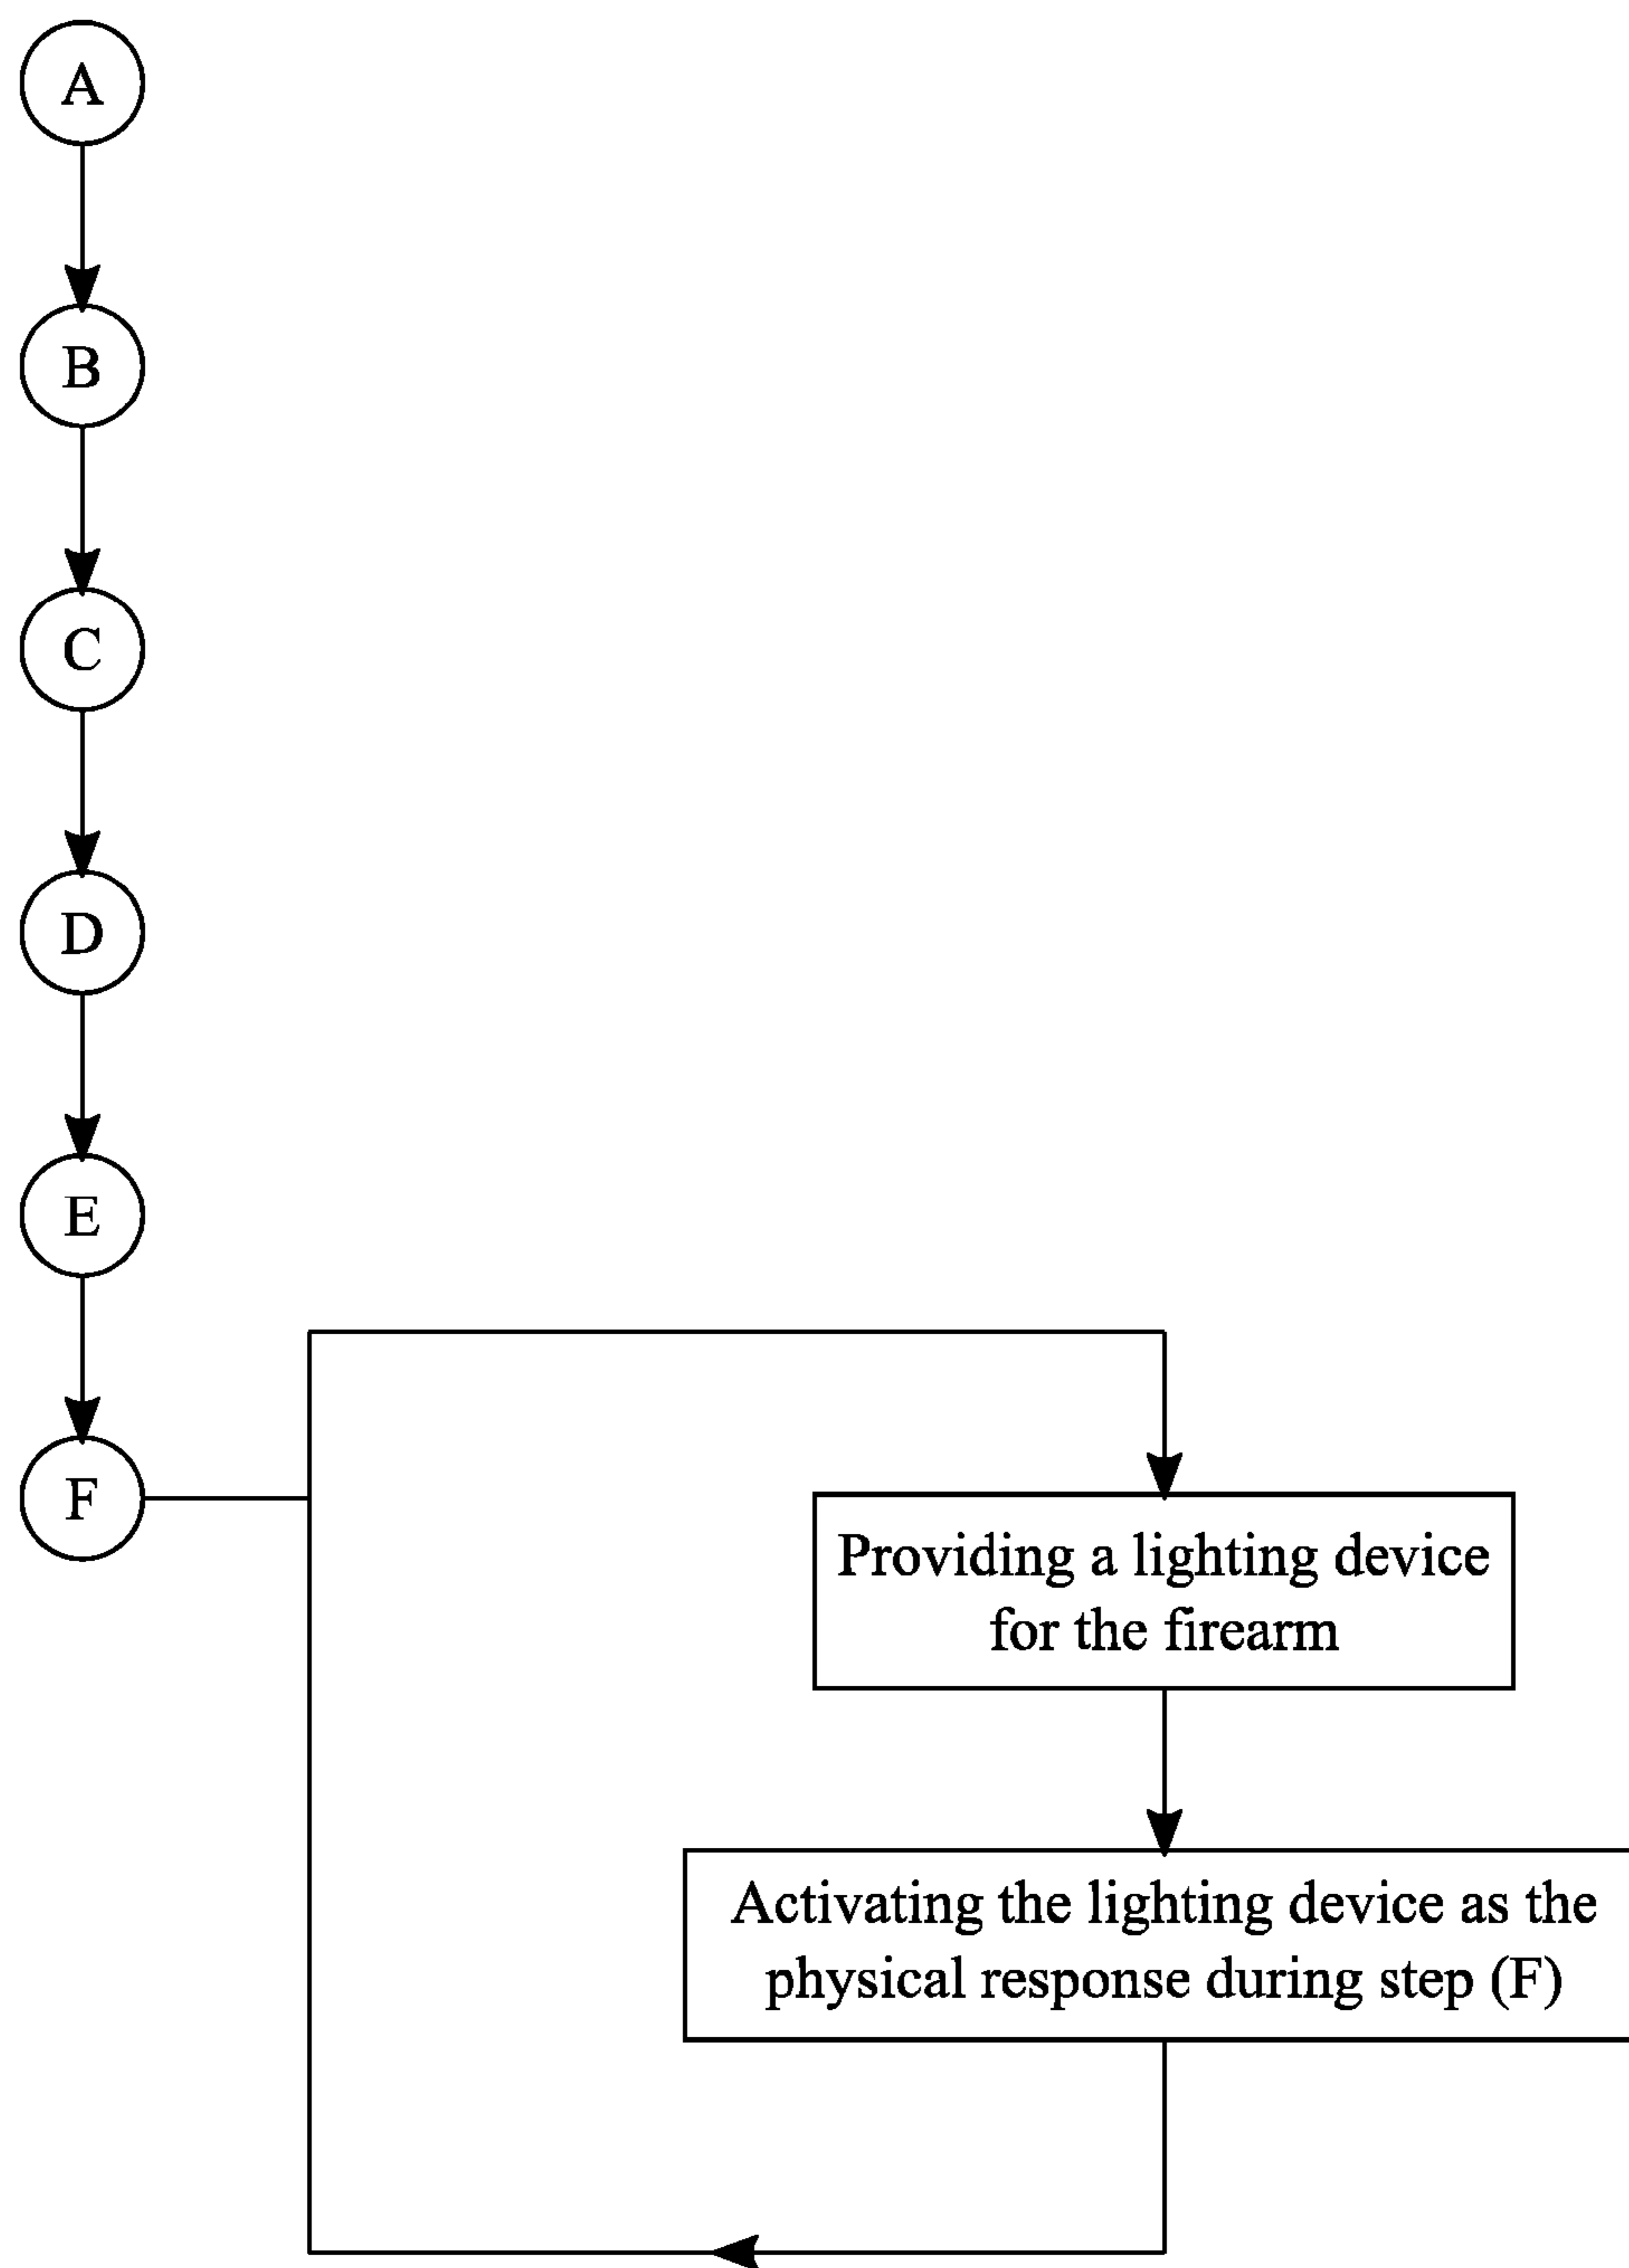 A
B
C
D
E
F
Providing a lighting device
for the firearm
Activating the lighting device as the
physical response during step (F)